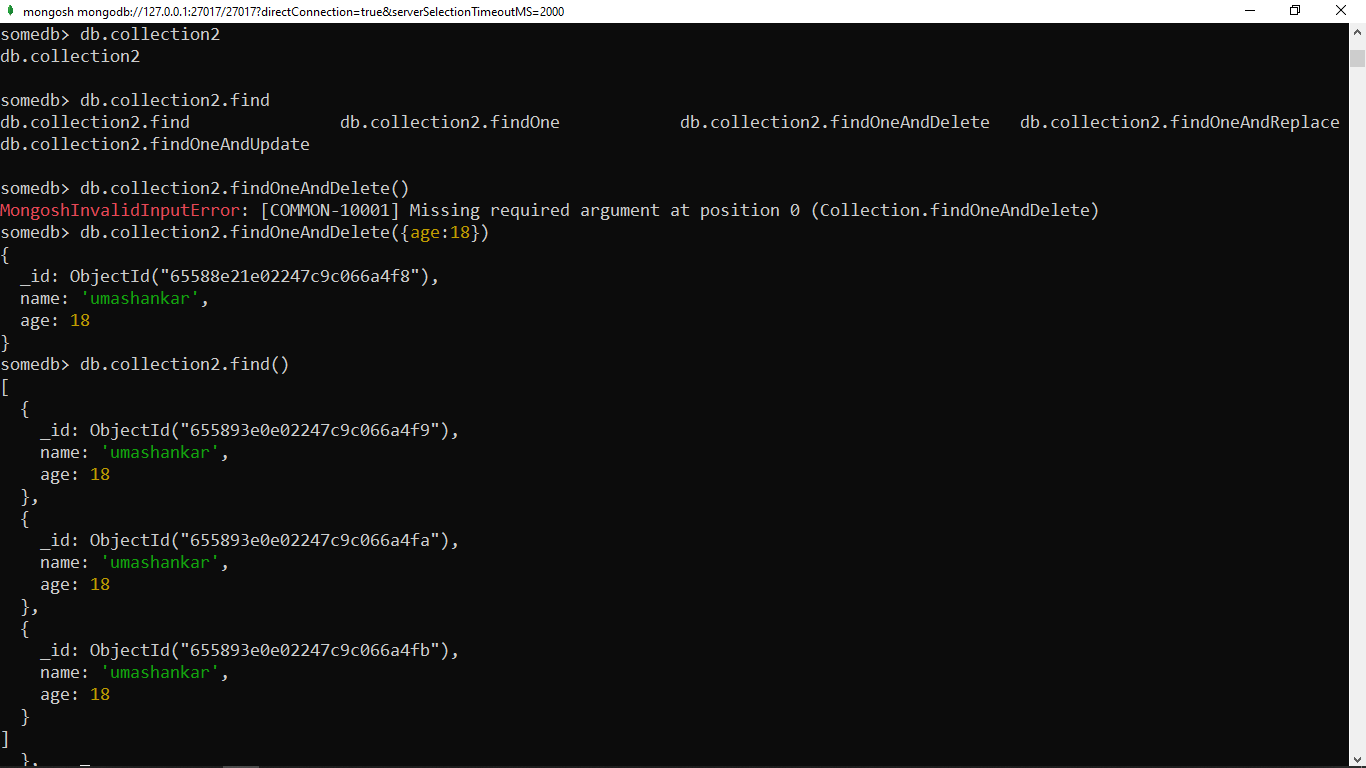 mongosh mongodb://127.0.0.1:27017/27017?directConnection=true&serverSelectionTimeoutMS=2000
somedb> db.collection2
db.collection2
somedb> db.collection2.find
db.collection2.find db.collection2.findOne db.collection2.findOneAndDelete db.collection2.findOneAndReplace
db.collection2.findOneAndUpdate
somedb> db.collection2.findOneAndDelete()
MongoshInvalidInputError: [COMMON-10001] Missing required argument at position 0 (Collection.findOneAndDelete)
somedb> db.collection2.findOneAndDelete({age:18})
{
  _id: ObjectId("65588e21e02247c9c066a4f8"),
  name: 'umashankar',
  age: 18
}
somedb> db.collection2.find()
[
  {
    _id: ObjectId("655893e0e02247c9c066a4f9"),
    name: 'umashankar',
    age: 18
  },
  {
    _id: ObjectId("655893e0e02247c9c066a4fa"),
    name: 'umashankar',
    age: 18
  },
  {
    _id: ObjectId("655893e0e02247c9c066a4fb"),
    name: 'umashankar',
    age: 18
  }
]
  },    _